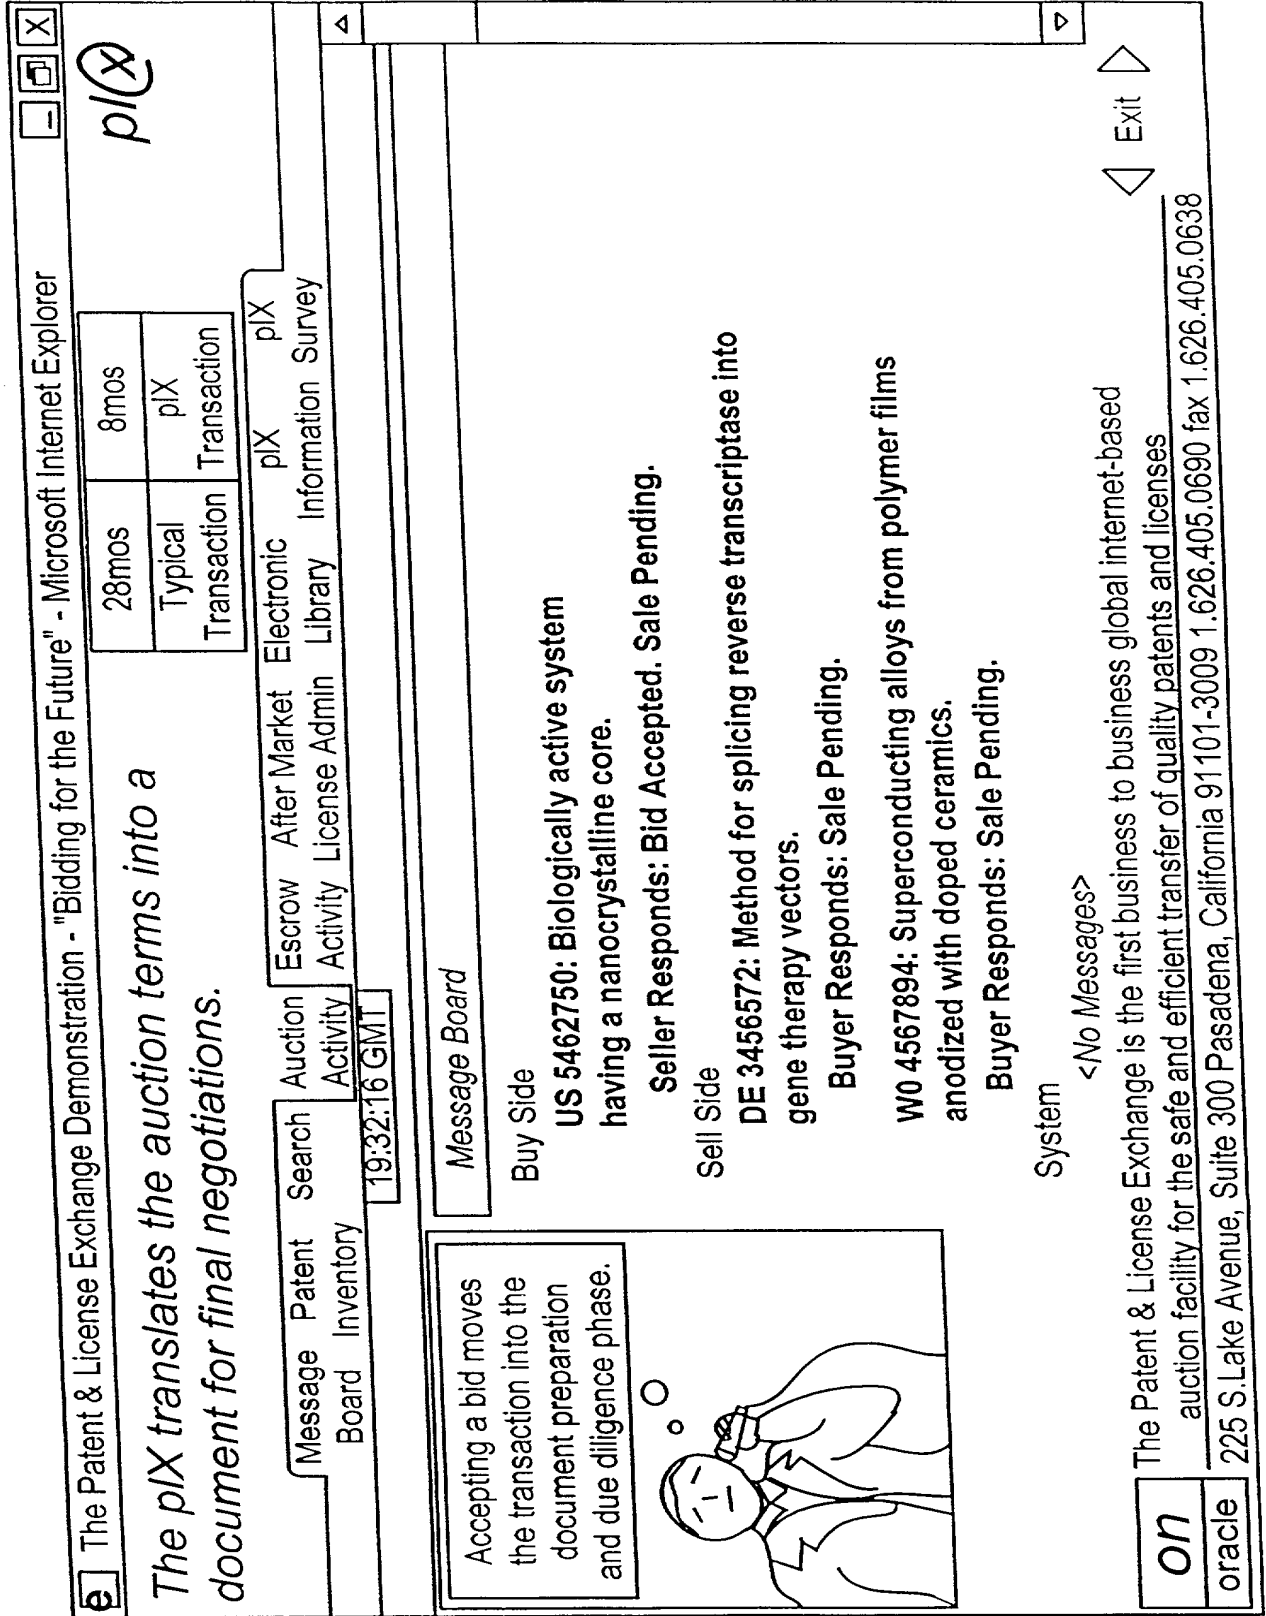 e The Patent & License Exchange Demonstration - "Bidding for the Future" - Microsoft Internet Explorer _ X
The plX translates the auction terms into a
document for final negotiations.
28mos 8mos
Typical plX
Transaction Transaction
pl(x)
Message Patent Search Auction Escrow After Market Electronic plX plX
Board Inventory Activity Activity License Admin Library Information Survey
19:32:16 GMT
Accepting a bid moves
the transaction into the
document preparation
and due diligence phase.
Message Board
Buy Side
US 5462750: Biologically active system
having a nanocrystalline core.
Seller Responds: Bid Accepted. Sale Pending.
Sell Side
DE 3456572: Method for splicing reverse transcriptase into
gene therapy vectors.
Buyer Responds: Sale Pending.
W0 4567894: Superconducting alloys from polymer films
anodized with doped ceramics.
Buyer Responds: Sale Pending.
System
<No Messages>
on
oracle
The Patent & License Exchange is the first business to business global internet-based
auction facility for the safe and efficient transfer of quality patents and licenses
225 S.Lake Avenue, Suite 300 Pasadena, California 91101-3009 1.626.405.0690 fax 1.626.405.0638
Exit